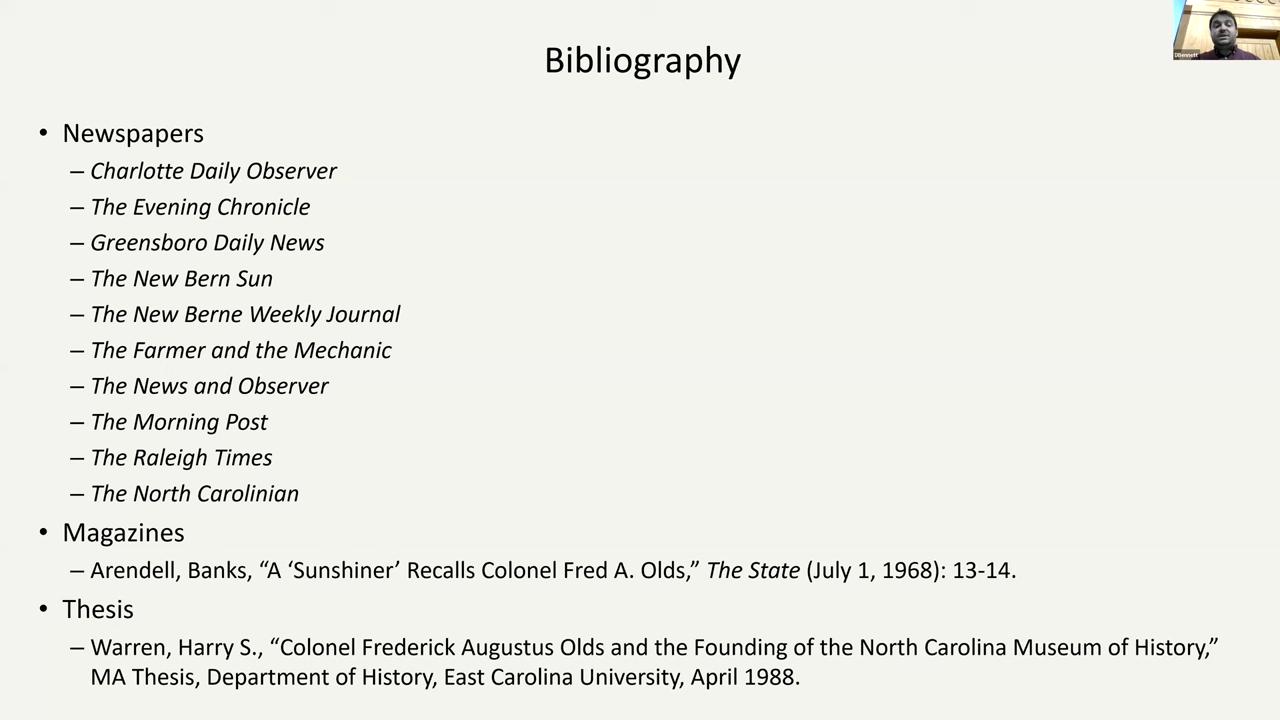 Bibliography
DBennett
• Newspapers
– Charlotte Daily Observer
– The Evening Chronicle
– Greensboro Daily News
– The New Bern Sun
– The New Berne Weekly Journal
– The Farmer and the Mechanic
– The News and Observer
– The Morning Post
– The Raleigh Times
– The North Carolinian
• Magazines
– Arendell, Banks, “A ‘Sunshiner’ Recalls Colonel Fred A. Olds,” The State (July 1, 1968): 13-14.
• Thesis
– Warren, Harry S., “Colonel Frederick Augustus Olds and the Founding of the North Carolina Museum of History,”
MA Thesis, Department of History, East Carolina University, April 1988.